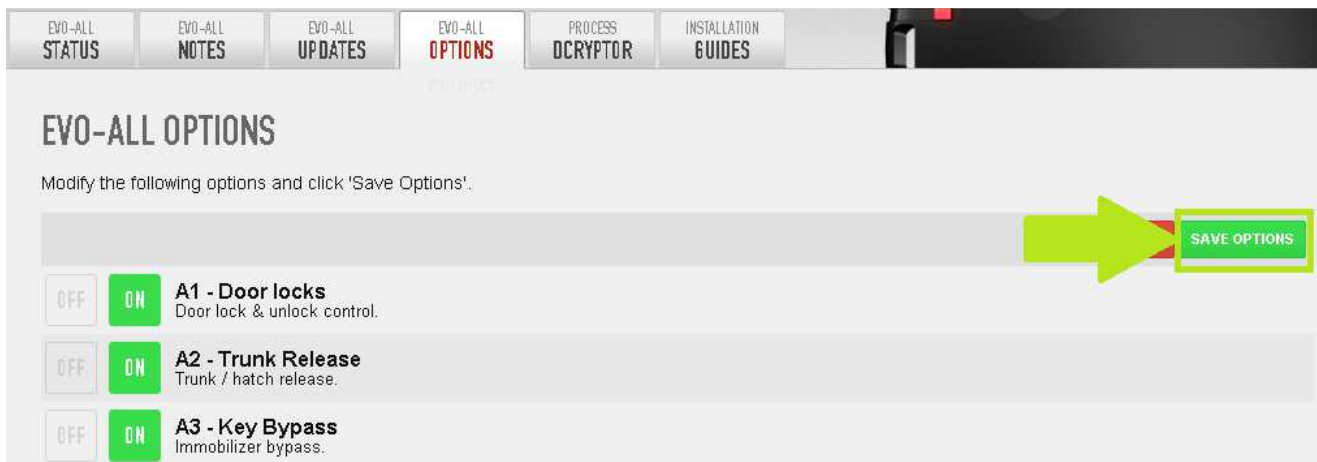 EVO-ALL
STATUS
EVO-ALL
NOTES
EVO-ALL
UPDATES
EVO-ALL
OPTIONS
PROCESS
DCRYPTOR
INSTALLATION
GUIDES
EVO-ALL OPTIONS
Modify the following options and click 'Save Options'.
SAVE OPTIONS
OFF ON A1 - Door locks
Door lock & unlock control.
OFF ON A2 - Trunk Release
Trunk / hatch release.
OFF ON A3 - Key Bypass
Immobilizer bypass.